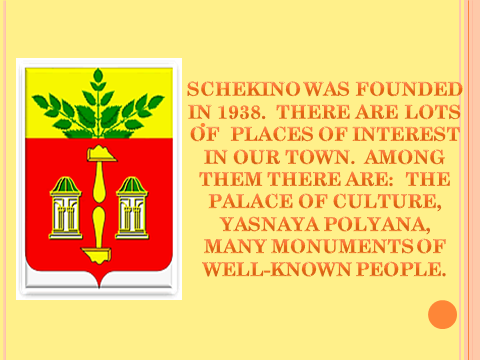 SCHEKINO WAS FOUNDED
IN 1938. THERE ARE LOTS
OF PLACES OF INTEREST
IN OUR TOWN. AMONG
THEM THERE ARE: THE
PALACE OF CULTURE,
YASNAYA POLYANA,
MANY MONUMENTS OF
WELL-KNOWN PEOPLE.